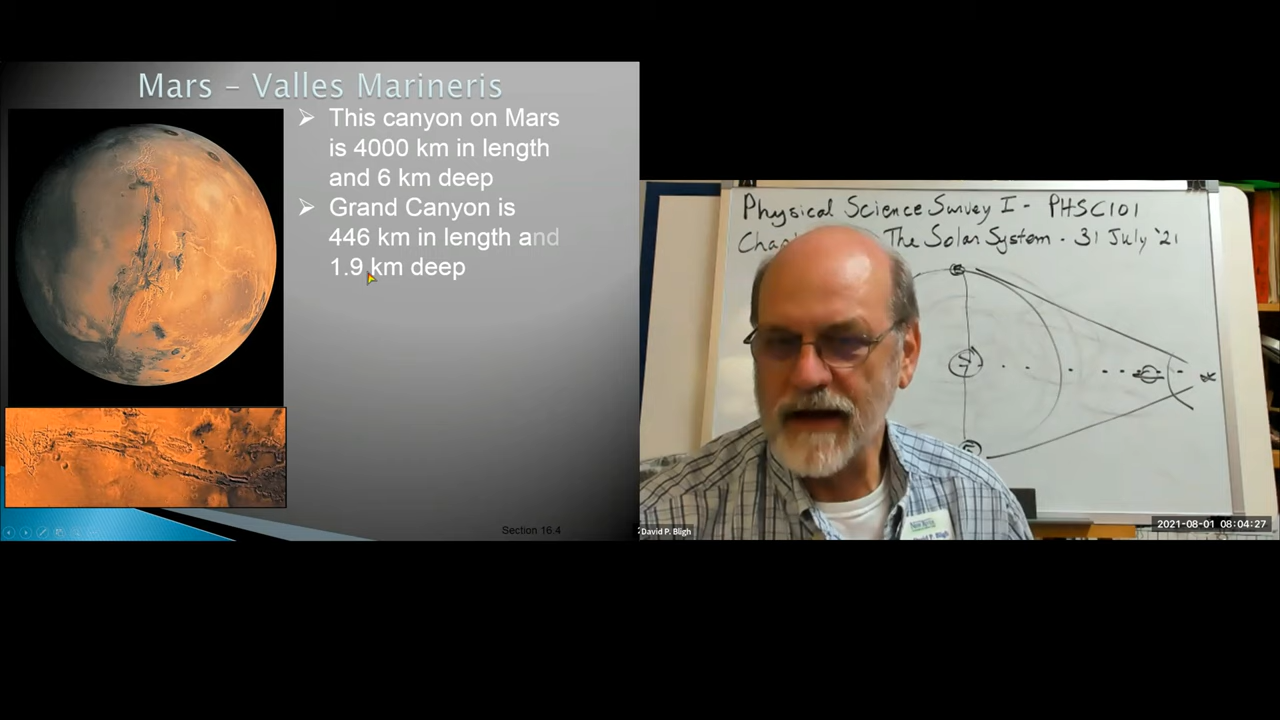 Mars – Valles Marineris
➢ This canyon on Mars
is 4000 km in length
and 6 km deep
➢ Grand Canyon is
446 km in length and
1.9 km deep
Section 16.4
Physical Science Survey I - PHSC101
The Solar System - 31 July '21
David P. Bligh
2021-08-01 08:04:27